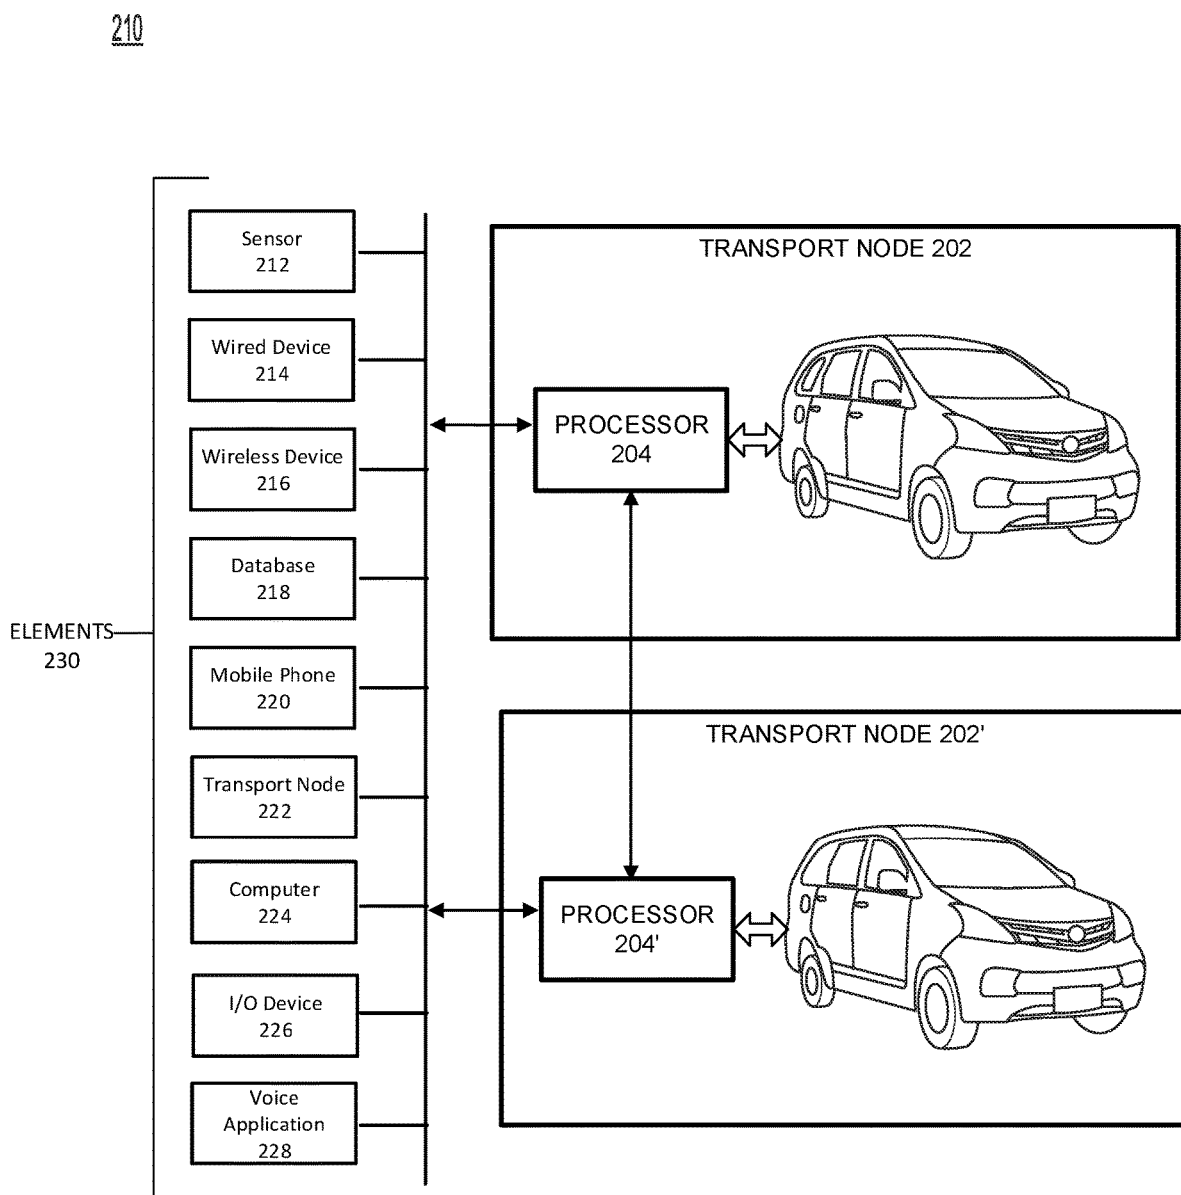 210
Sensor
212
Wired Device
214
Wireless Device
216
Database
218
ELEMENTS
230
Mobile Phone
220
Transport Node
222
Computer
224
I/O Device
226
Voice
Application
228
TRANSPORT NODE 202
PROCESSOR
204
TRANSPORT NODE 202'
PROCESSOR
204'